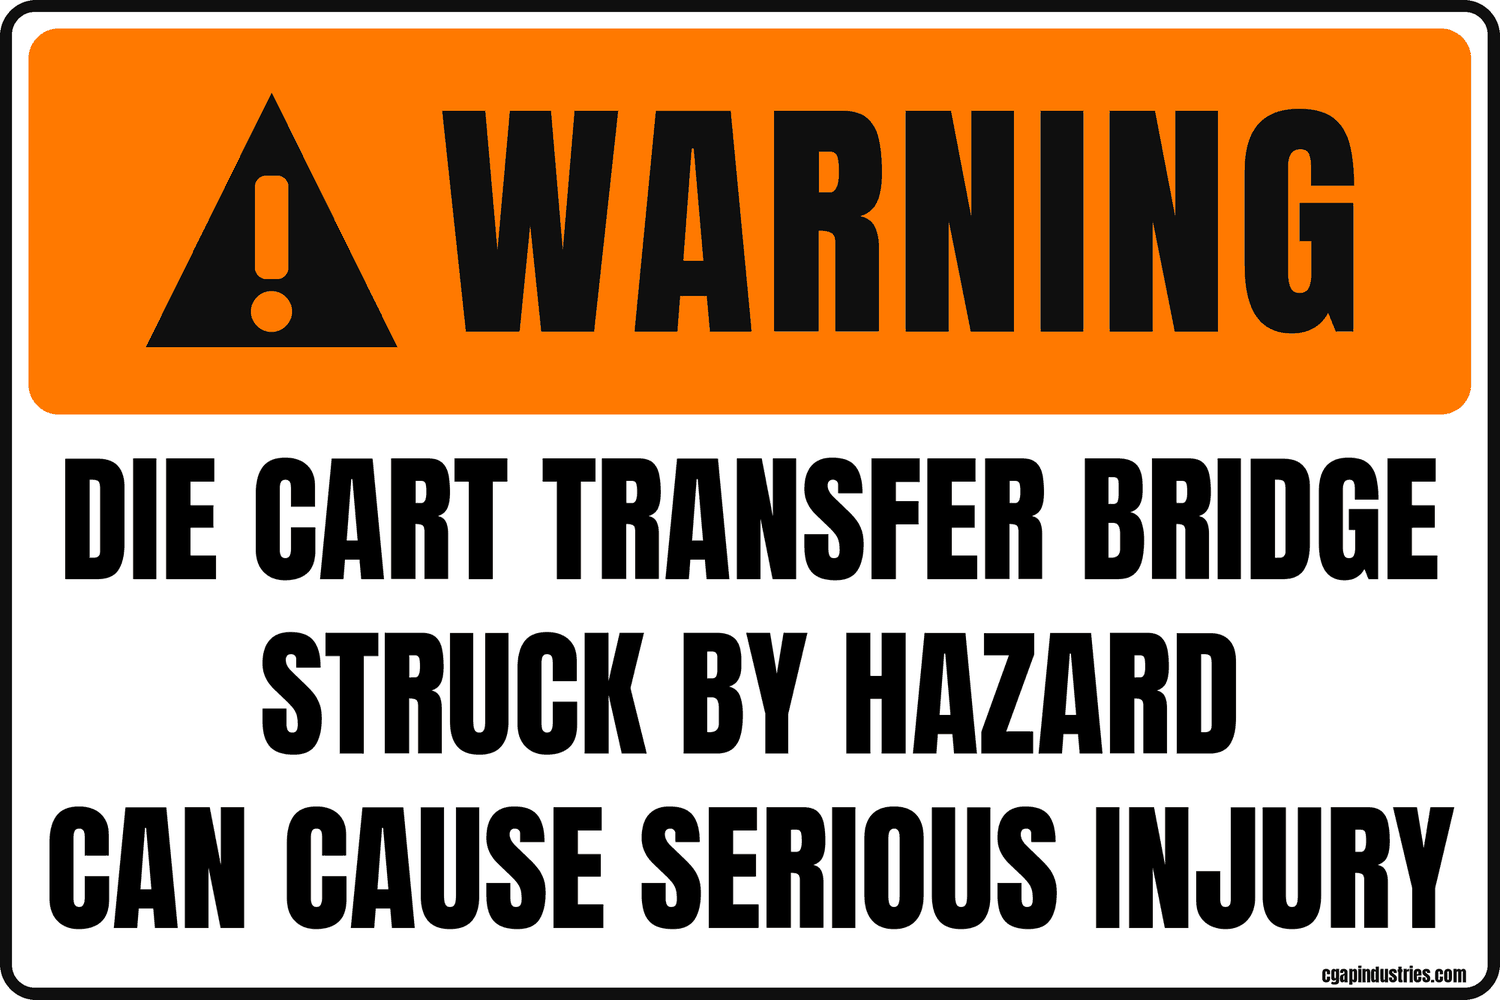 WARNING
DIE CART TRANSFER BRIDGE
STRUCK BY HAZARD
CAN CAUSE SERIOUS INJURY
cgapindustries.com